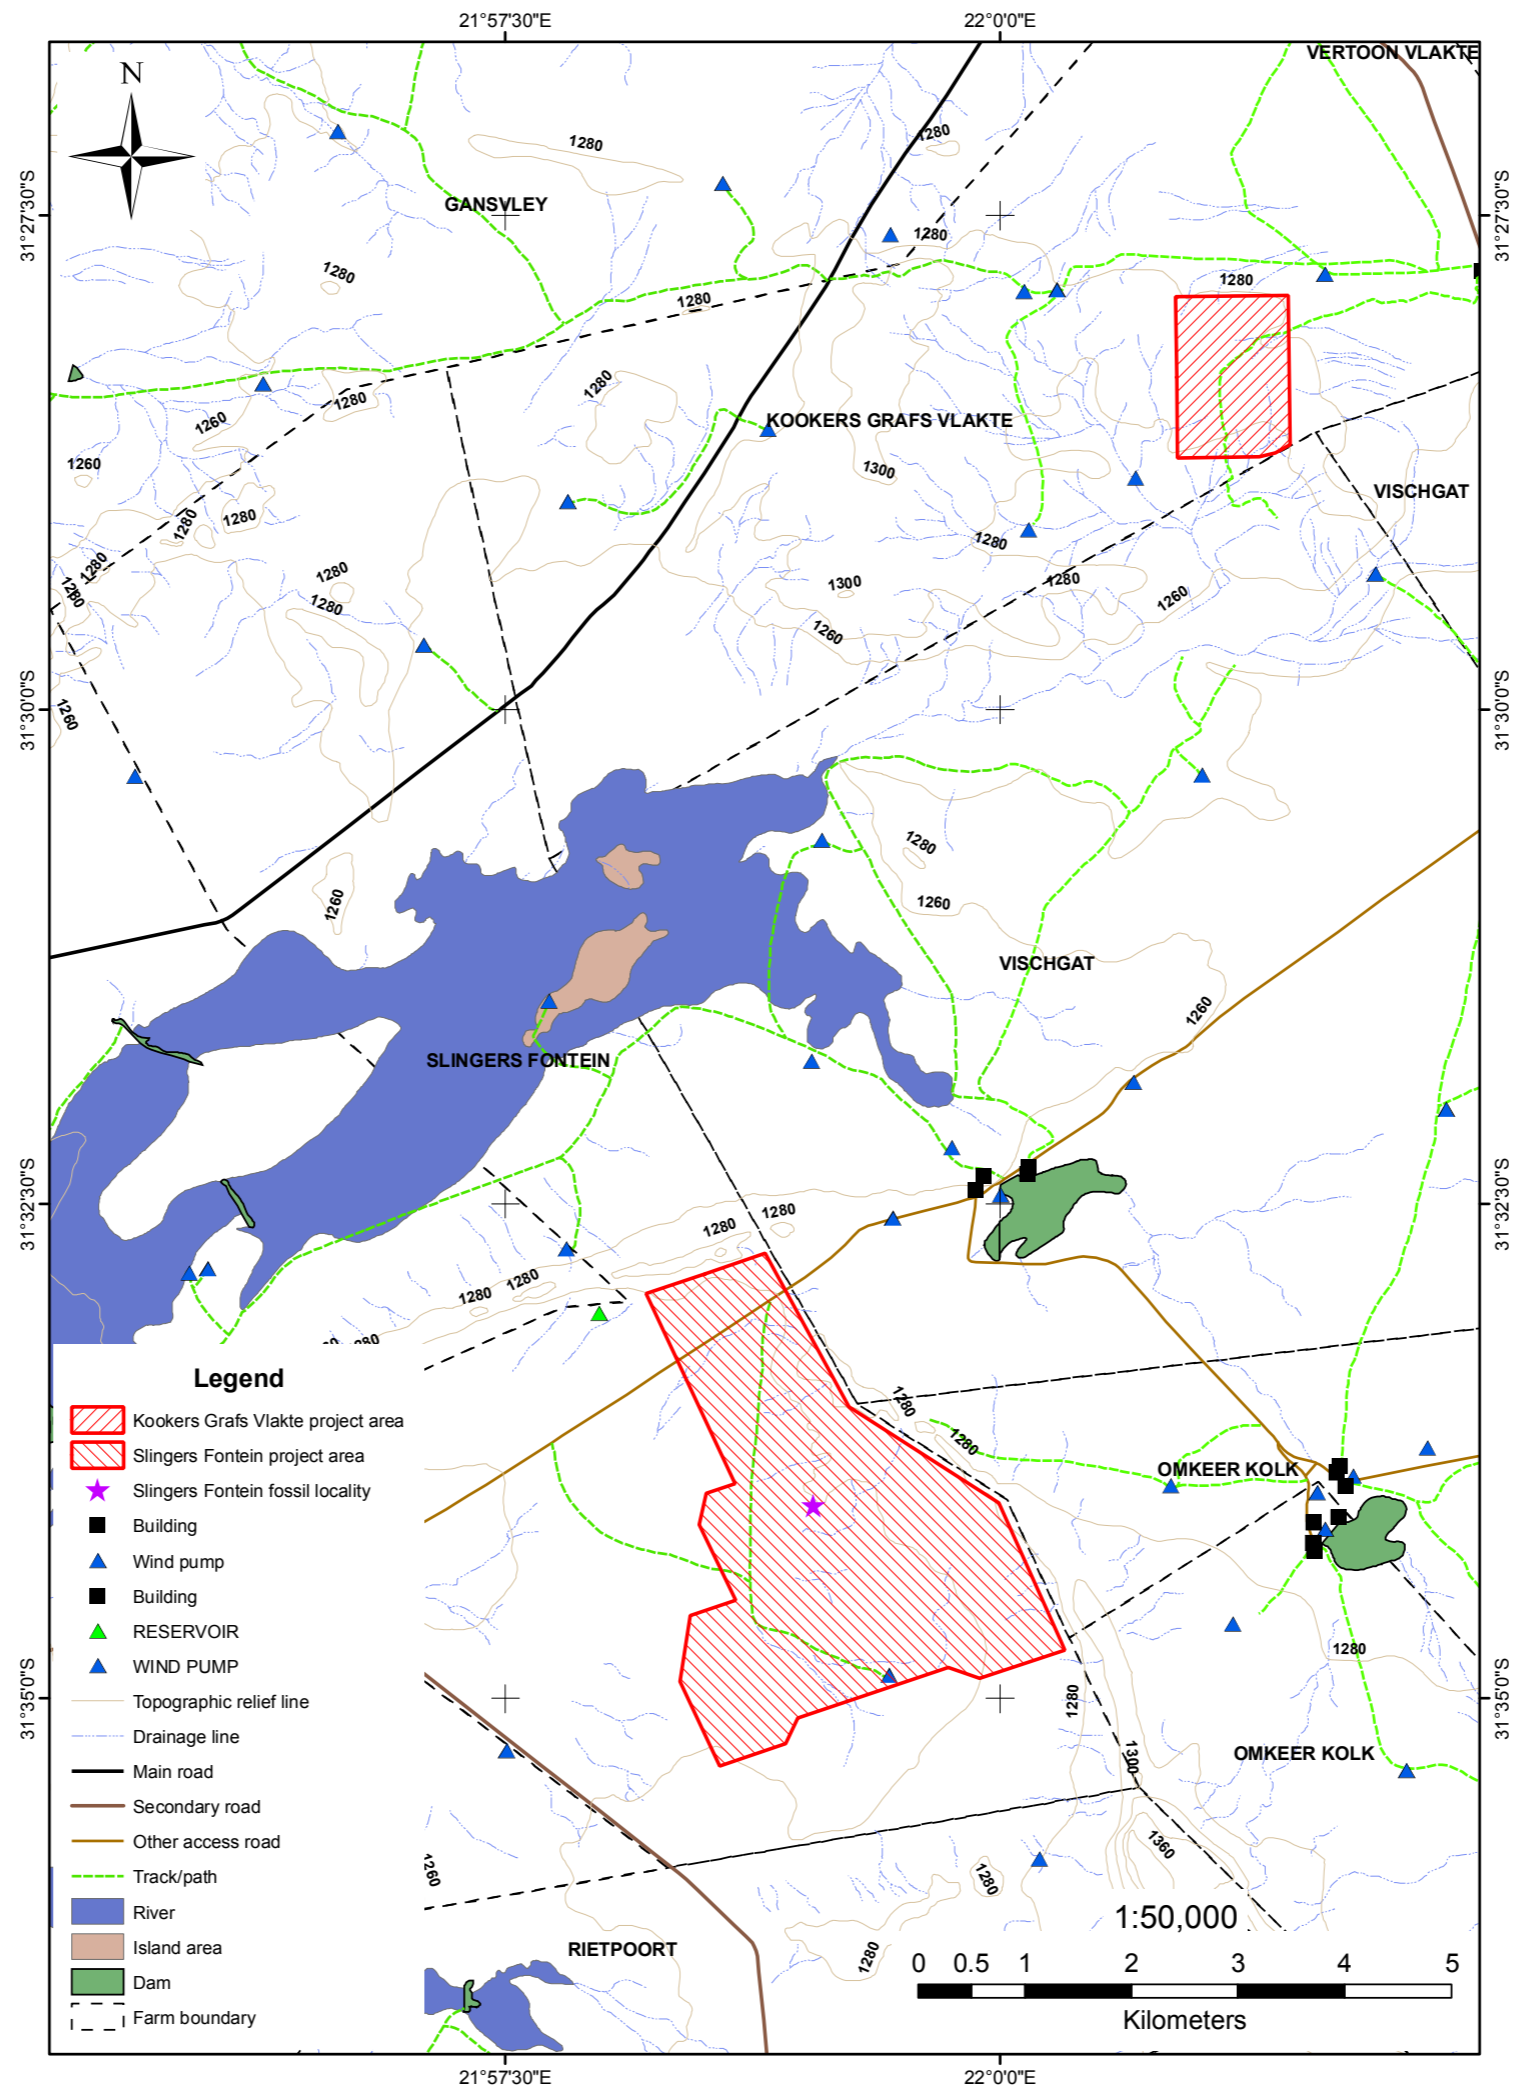 21°57'30"E
22°0'0"E
VERTOON VLAKTE
N
1280
1280
31°27'30"S
31°27'30"S
GANSVLEY
1280
1280
1280
1280
1280
1280
1260
KOOKERS GRAFS VLAKTE
1260
1300
VISCHGAT
1280
1280
1280
1280
1280
1280
1300
1280
1260
1280
1260
31°30'0"S
31°30'0"S
1260
1280
1260
1260
VISCHGAT
1260
SLINGERS FONTEIN
31°32'30"S
31°32'30"S
1280
1280
1280
1280
Legend
Kookers Grafs Vlakte project area
Slingers Fontein project area
Slingers Fontein fossil locality
Building
Wind pump
Building
RESERVOIR
WIND PUMP
Topographic relief line
Drainage line
Main road
Secondary road
Other access road
Track/path
River
Island area
Dam
Farm boundary
1280
1280
OMKEER KOLK
1280
31°35'0"S
31°35'0"S
1280
1300
OMKEER KOLK
1360
1260
1280
1280
RIETPOORT
1:50,000
0 0.5 1 2 3 4 5
Kilometers
21°57'30"E
22°0'0"E